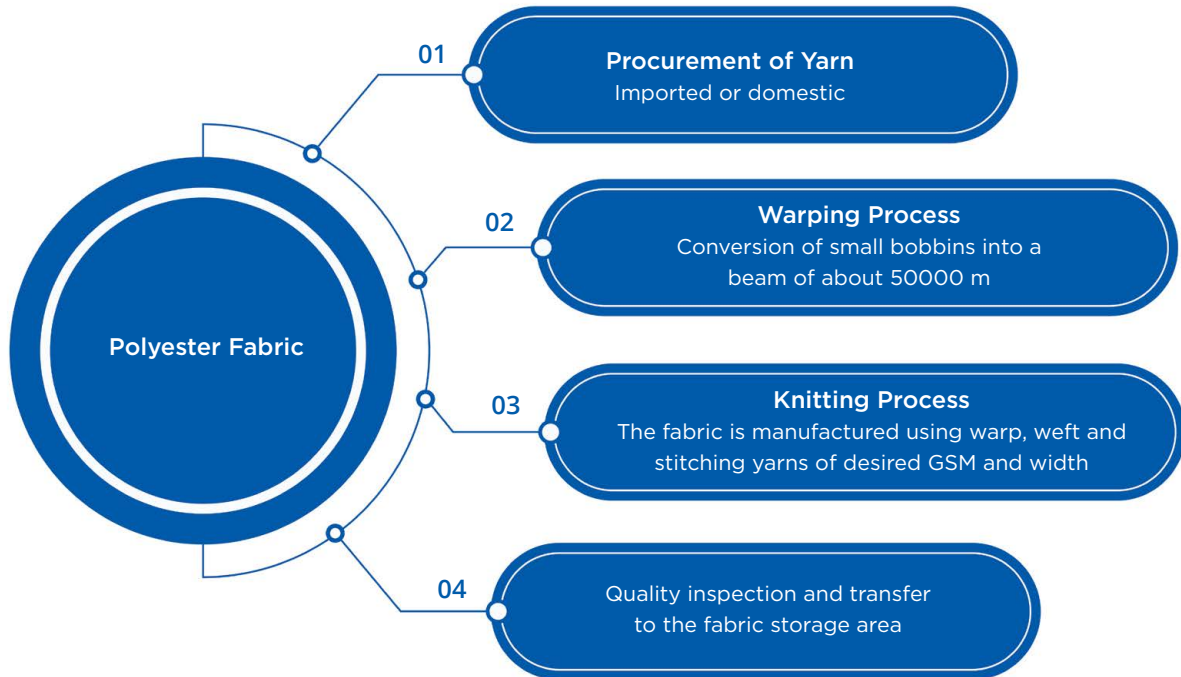 01
Procurement of Yarn
Imported or domestic
02
Warping Process
Conversion of small bobbins into a
beam of about 50000 m
Polyester Fabric
03
Knitting Process
The fabric is manufactured using warp, weft and
stitching yarns of desired GSM and width
04
Quality inspection and transfer
to the fabric storage area